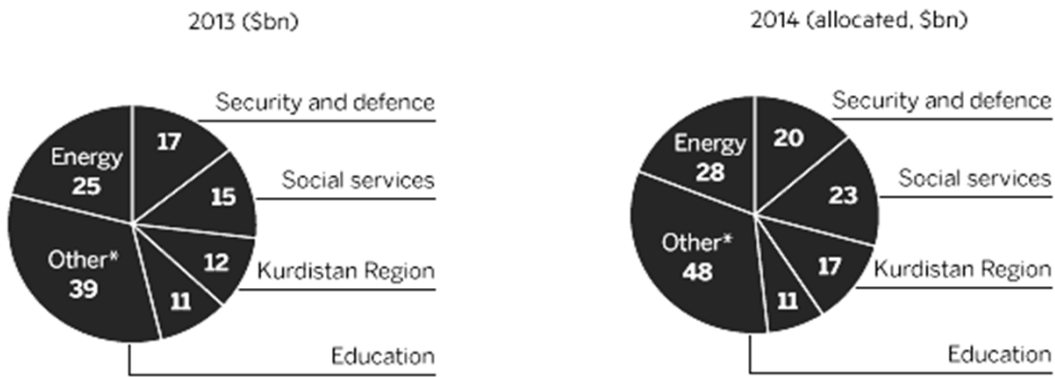 2013 ($bn)
Security and defence
17
Energy
25
Social services
15
Other*
39
12
Kurdistan Region
11
Education
2014 (allocated, $bn)
Security and defence
20
Energy
28
Social services
23
Other*
48
17
Kurdistan Region
11
Education